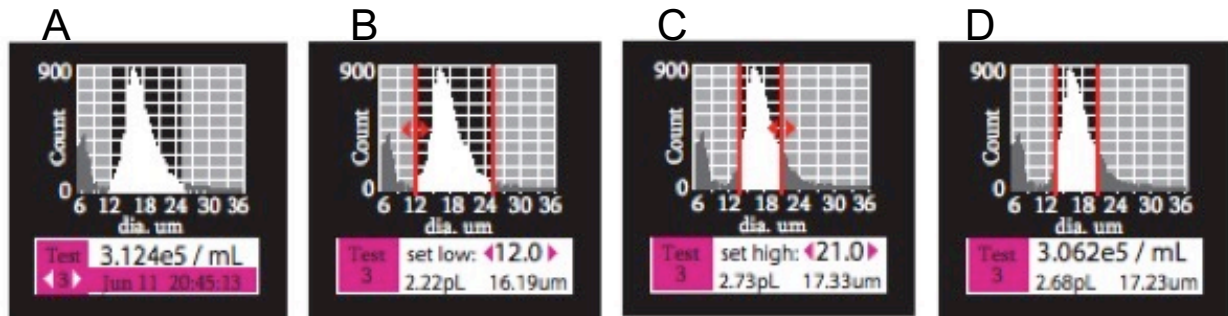 A
B
C
D
900
Count
0
6 12 18 24 30 36
dia. um
Test
3
3.124e5 / mL
Jun 11 20:45:13
900
Count
0
6 12 18 24 30 36
dia. um
Test
3
set low: 12.0
2.22pL 16.19um
900
Count
0
6 12 18 24 30 36
dia. um
Test
3
set high: 21.0
2.73pL 17.33um
900
Count
0
6 12 18 24 30 36
dia. um
Test
3
3.062e5 / mL
2.68pL 17.23um